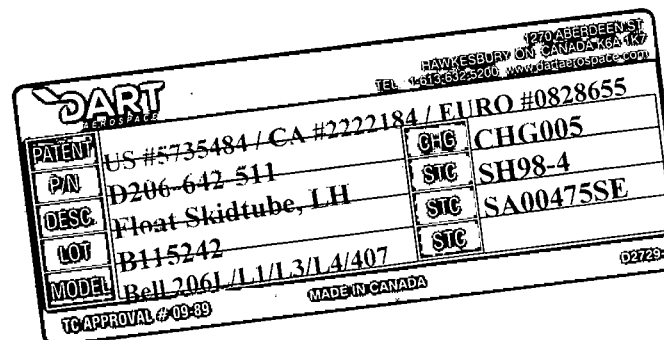 DART
AEROSPACE
1270 ABERDEEN ST
HAWKESBURY ON CANADA K6A 1K7
TEL 1-613-632-5200 www.dartaerospace.com
PATENT US #5735484 / CA #2222184 / EURO #0828655
P/N D206-642-511 CHG CHG005
DESC. Float Skidtube, LH STC SH98-4
LOT B115242 STC SA00475SE
MODEL Bell 206L/L1/L3/L4/407 STC
TC APPROVAL # 09-89 MADE IN CANADA D2729-